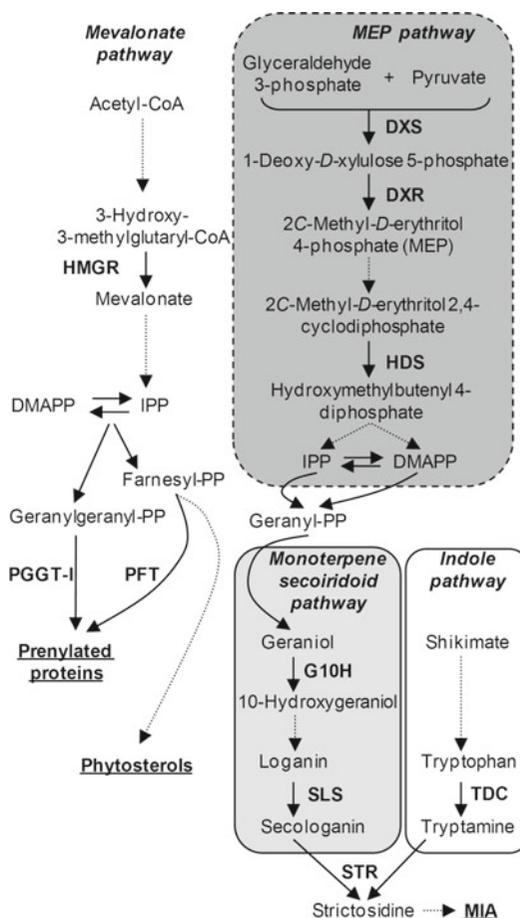 Mevalonate
pathway
Acetyl-CoA
3-Hydroxy-
3-methylglutaryl-CoA
HMGR
Mevalonate
DMAPP IPP
Farnesyl-PP
Geranylgeranyl-PP
PGGT-I PFT
Prenylated
proteins
Phytosterols
MEP pathway
Glyceraldehyde
3-phosphate + Pyruvate
DXS
1-Deoxy-D-xylulose 5-phosphate
DXR
2C-Methyl-D-erythritol
4-phosphate (MEP)
2C-Methyl-D-erythritol 2,4-
cyclodiphosphate
HDS
Hydroxymethylbutenyl 4-
diphosphate
IPP DMAPP
Geranyl-PP
Monoterpene
secoiridoid
pathway
Geraniol
G10H
10-Hydroxygeraniol
Loganin
SLS
Secologanin
Indole
pathway
Shikimate
Tryptophan
TDC
Tryptamine
STR
Strictosidine MIA